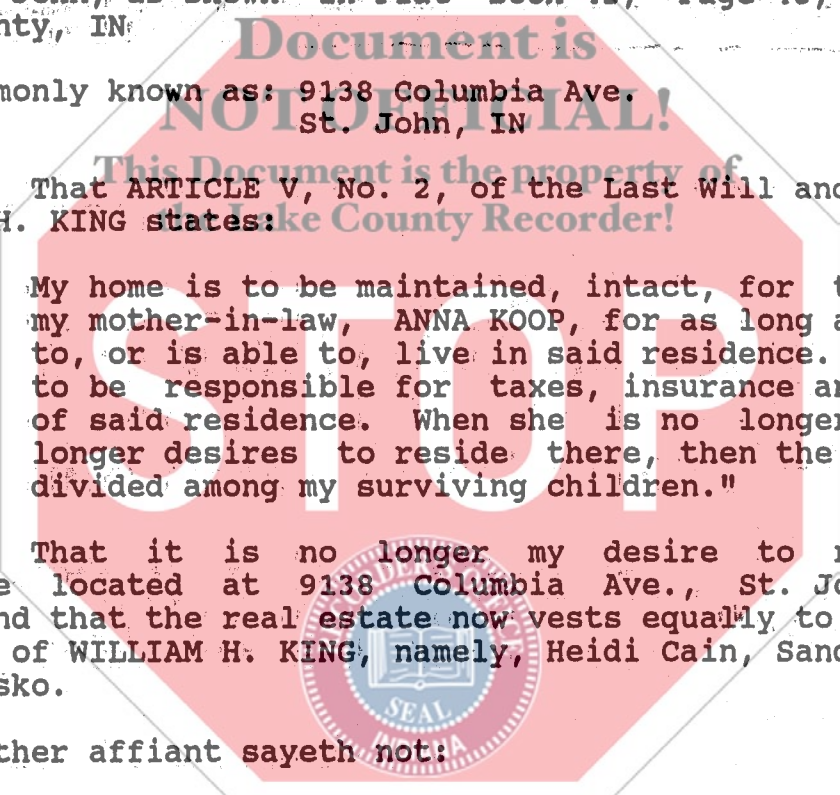 nty, IN
Document is
monly known as: 9138 Columbia Ave.
NOT OFFICIAL!
St. John, IN
This Document is the property of
That ARTICLE V, No. 2, of the Last Will and
the Lake County Recorder!
H. KING states:
STOP
My home is to be maintained, intact, for
my mother-in-law, ANNA KOOP, for as long
to, or is able to, live in said residence.
to be responsible for taxes, insurance
of said residence. When she is no longer
longer desires to reside there, then the
divided among my surviving children."
That it is no longer my desire to
located at 9138 Columbia Ave., St.
that the real estate now vests equally to
of WILLIAM H. KING, namely, Heidi Cain,
sko.
RECORDER'S OFFICE
SEAL
INDIANA
ther affiant sayeth not: